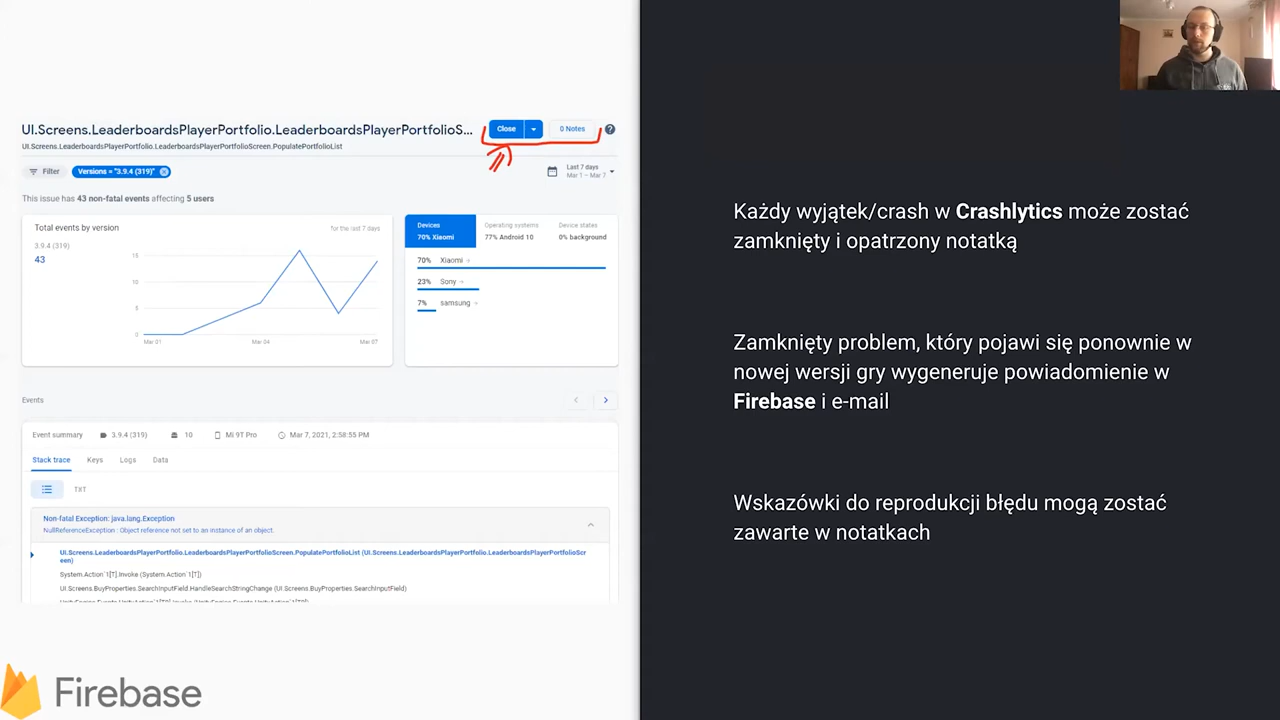 UI.Screens.LeaderboardsPlayerPortfolio.LeaderboardsPlayerPortfolioS...
Close
0 Notes
?
UI.Screens.LeaderboardsPlayerPortfolio.LeaderboardsPlayerPortfolioScreen.PopulatePortfolioList
Filter
Versions = "3.9.4 (319)"
Last 7 days
Mar 1 – Mar 7
This issue has 43 non-fatal events affecting 5 users
Total events by version
for the last 7 days
3.9.4 (319)
43
15
10
5
0
Mar 01
Mar 04
Mar 07
Devices
70% Xiaomi
Operating systems
77% Android 10
Device states
0% background
70% Xiaomi
23% Sony
7% samsung
Events
Event summary
3.9.4 (319)
10
Mi 9T Pro
Mar 7, 2021, 2:58:55 PM
Stack trace
Keys
Logs
Data
TXT
Non-fatal Exception: java.lang.Exception
NullReferenceException : Object reference not set to an instance of an object.
UI.Screens.LeaderboardsPlayerPortfolio.LeaderboardsPlayerPortfolioScreen.PopulatePortfolioList (UI.Screens.LeaderboardsPlayerPortfolio.LeaderboardsPlayerPortfolioScr
een)
System.Action`1[T].Invoke (System.Action`1[T])
UI.Screens.BuyProperties.SearchInputField.HandleSearchStringChange (UI.Screens.BuyProperties.SearchInputField)
Firebase
Każdy wyjątek/crash w Crashlytics może zostać
zamknięty i opatrzony notatką
Zamknięty problem, który pojawi się ponownie w
nowej wersji gry wygeneruje powiadomienie w
Firebase i e-mail
Wskazówki do reprodukcji błędu mogą zostać
zawarte w notatkach